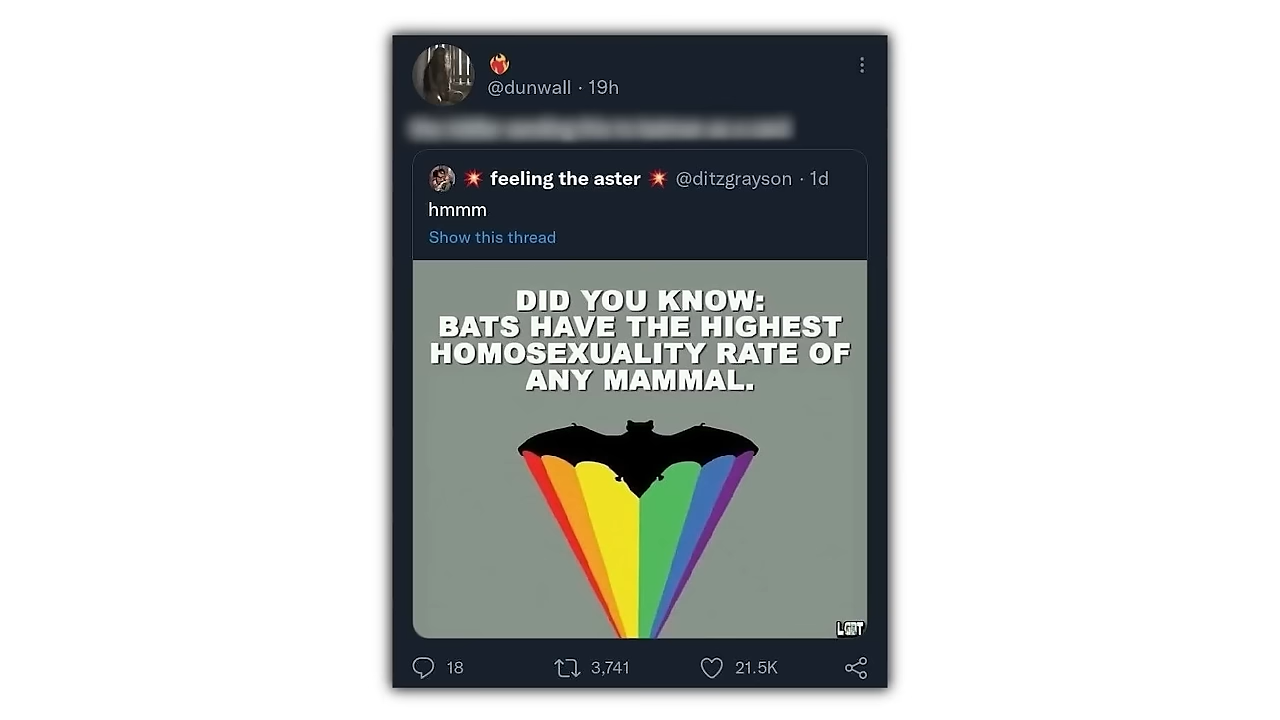 @dunwall · 19h
feeling the aster @ditzgrayson · 1d
hmmm
Show this thread
DID YOU KNOW:
BATS HAVE THE HIGHEST
HOMOSEXUALITY RATE OF
ANY MAMMAL.
LGBT
18 3,741 21.5K